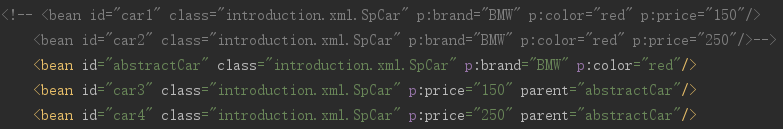 <!-- <bean id="car1" class="introduction.xml.SpCar" p:brand="BMW" p:color="red" p:price="150"/>
<bean id="car2" class="introduction.xml.SpCar" p:brand="BMW" p:color="red" p:price="250"/>-->
<bean id="abstractCar" class="introduction.xml.SpCar" p:brand="BMW" p:color="red"/>
<bean id="car3" class="introduction.xml.SpCar" p:price="150" parent="abstractCar"/>
<bean id="car4" class="introduction.xml.SpCar" p:price="250" parent="abstractCar"/>